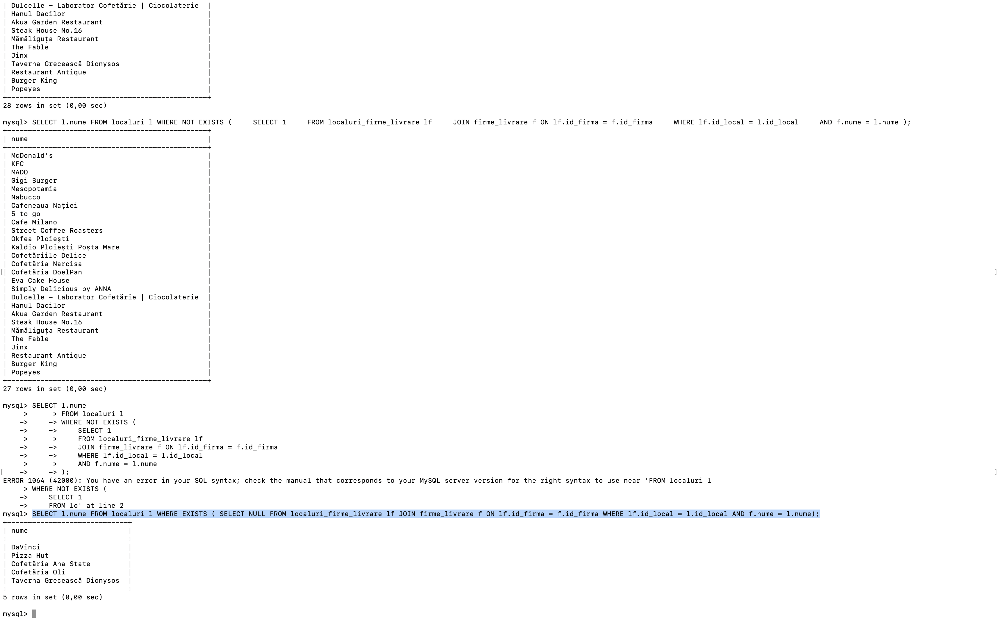 | Dulcelle – Laborator Cofetărie | Ciocolaterie  |
| Hanul Dacilor                                  |
| Akua Garden Restaurant                         |
| Steak House No.16                              |
| Mămăliguța Restaurant                          |
| The Fable                                      |
| Jinx                                           |
| Taverna Grecească Dionysos                     |
| Restaurant Antique                             |
| Burger King                                    |
| Popeyes                                        |
+------------------------------------------------+
28 rows in set (0,00 sec)
mysql> SELECT l.nume FROM localuri l WHERE NOT EXISTS (     SELECT 1     FROM localuri_firme_livrare lf     JOIN firme_livrare f ON lf.id_firma = f.id_firma     WHERE lf.id_local = l.id_local     AND f.nume = l.nume );
+------------------------------------------------+
| nume                                           |
+------------------------------------------------+
| McDonald's                                     |
| KFC                                            |
| MADO                                           |
| Gigi Burger                                    |
| Mesopotamia                                    |
| Nabucco                                        |
| Cafeneaua Nației                               |
| 5 to go                                        |
| Cafe Milano                                    |
| Street Coffee Roasters                         |
| Okfea Ploiești                                 |
| Kaldio Ploiești Poșta Mare                     |
| Cofetăriile Delice                             |
| Cofetăria Narcisa                              |
[| Cofetăria DoelPan                              | ]
| Eva Cake House                                 |
| Simply Delicious by ANNA                       |
| Dulcelle – Laborator Cofetărie | Ciocolaterie  |
| Hanul Dacilor                                  |
| Akua Garden Restaurant                         |
| Steak House No.16                              |
| Mămăliguța Restaurant                          |
| The Fable                                      |
| Jinx                                           |
| Restaurant Antique                             |
| Burger King                                    |
| Popeyes                                        |
+------------------------------------------------+
27 rows in set (0,00 sec)
mysql> SELECT l.nume
    ->     -> FROM localuri l
    ->     -> WHERE NOT EXISTS (
    ->     ->     SELECT 1
    ->     ->     FROM localuri_firme_livrare lf
    ->     ->     JOIN firme_livrare f ON lf.id_firma = f.id_firma
    ->     ->     WHERE lf.id_local = l.id_local
    ->     ->     AND f.nume = l.nume
[    ->     -> ); ]
ERROR 1064 (42000): You have an error in your SQL syntax; check the manual that corresponds to your MySQL server version for the right syntax to use near 'FROM localuri l
    -> WHERE NOT EXISTS (
    ->     SELECT 1
    ->     FROM lo' at line 2
mysql> SELECT l.nume FROM localuri l WHERE EXISTS ( SELECT NULL FROM localuri_firme_livrare lf JOIN firme_livrare f ON lf.id_firma = f.id_firma WHERE lf.id_local = l.id_local AND f.nume = l.nume);
+-----------------------------+
| nume                        |
+-----------------------------+
| DaVinci                     |
| Pizza Hut                   |
| Cofetăria Ana State         |
| Cofetăria Oli               |
| Taverna Grecească Dionysos  |
+-----------------------------+
5 rows in set (0,00 sec)
mysql>